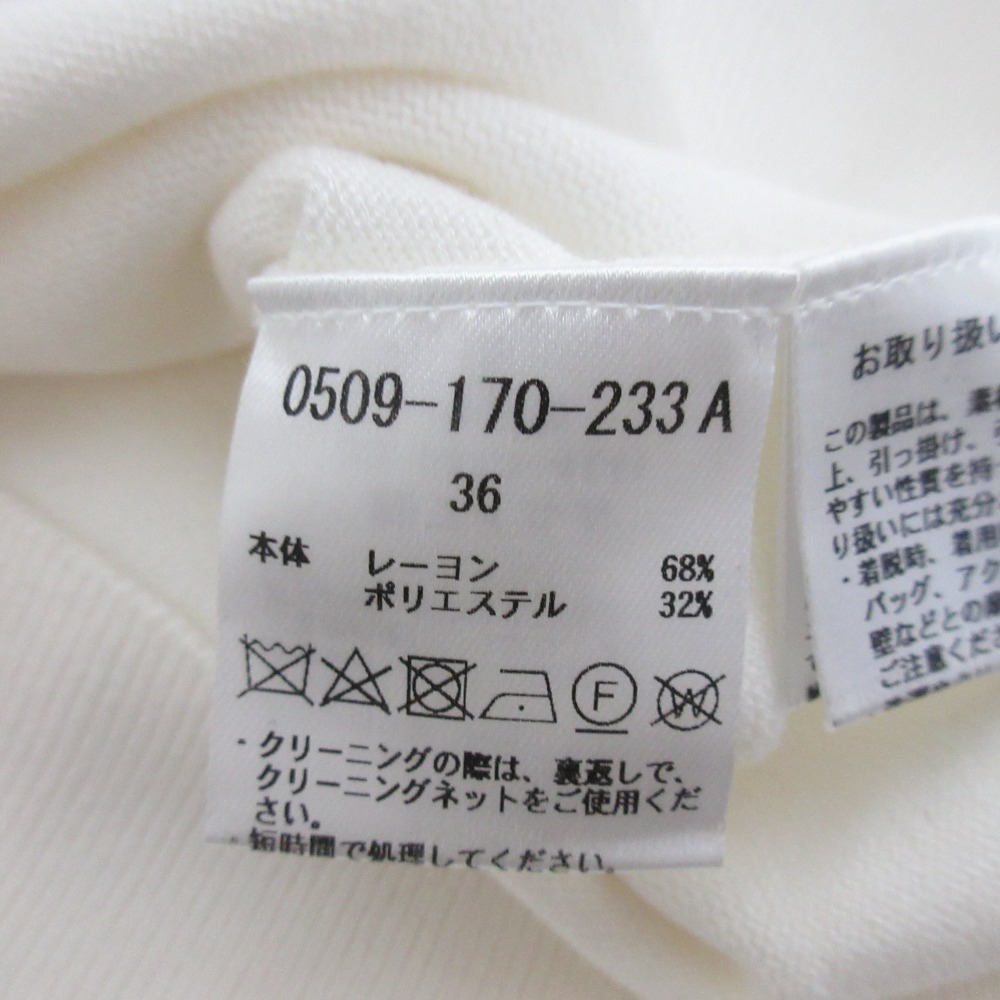 0509-170-233A
36
本体 レーヨン 68%
ポリエステル 32%
F
W
・クリーニングの際は、裏返しで、
クリーニングネットをご使用くだ
さい。
・短時間で処理してください。
お取り扱い
この製品は、
上、引っ掛け、
やすい性質を持
り扱いには充分
・着脱時、着用
バッグ、アク
壁などとの
ご注意くださ